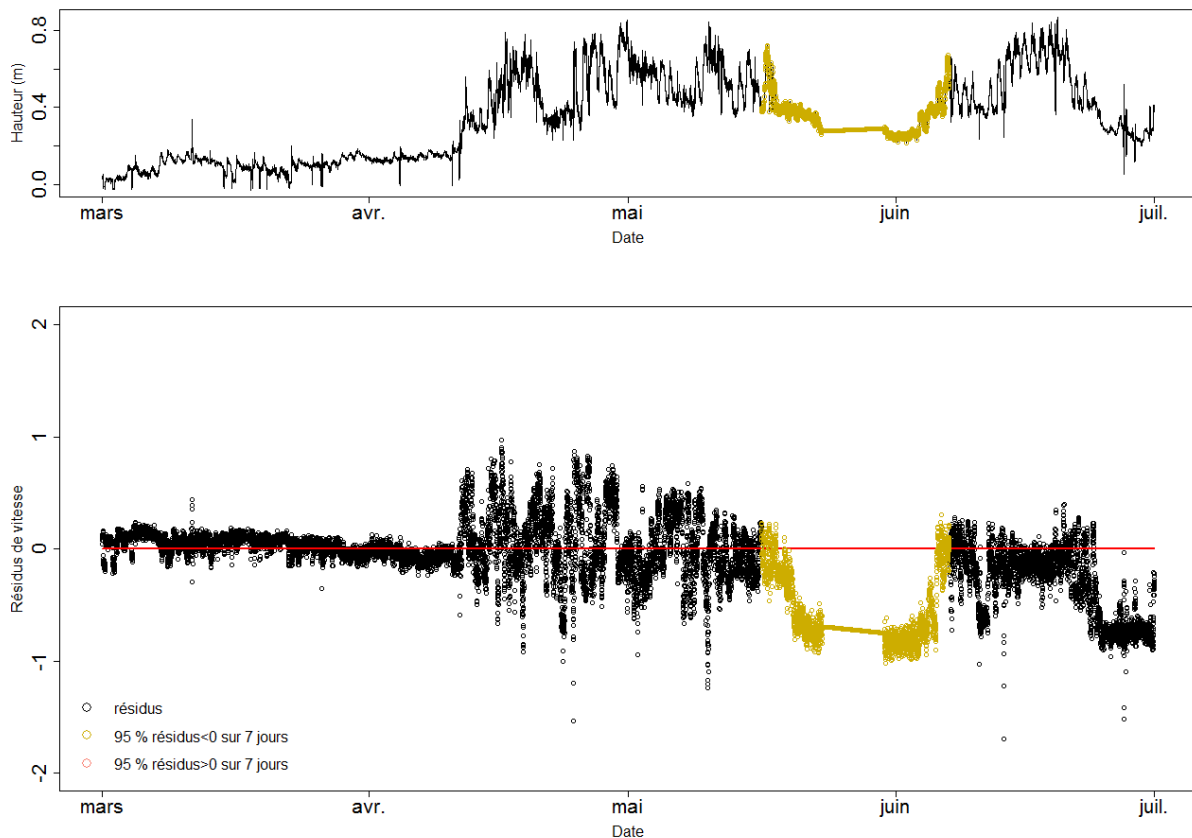 Hauteur (m)
0.8
0.4
0.0
mars avr. mai juin juil.
Date
Résidus de vitesse
2
1
0
-1
-2
résidus
95 % résidus<0 sur 7 jours
95 % résidus>0 sur 7 jours
mars avr. mai juin juil.
Date